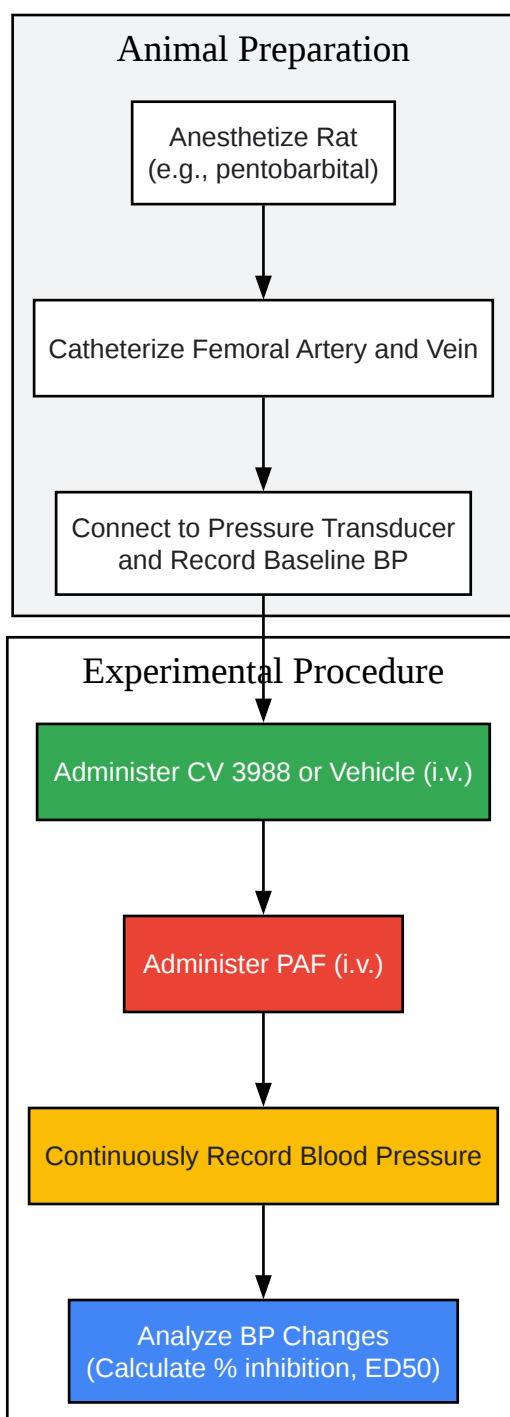 Animal Preparation
Anesthetize Rat
(e.g., pentobarbital)
Catheterize Femoral Artery and Vein
Connect to Pressure Transducer
and Record Baseline BP
Experimental Procedure
Administer CV 3988 or Vehicle (i.v.)
Administer PAF (i.v.)
Continuously Record Blood Pressure
Analyze BP Changes
(Calculate % inhibition, ED50)